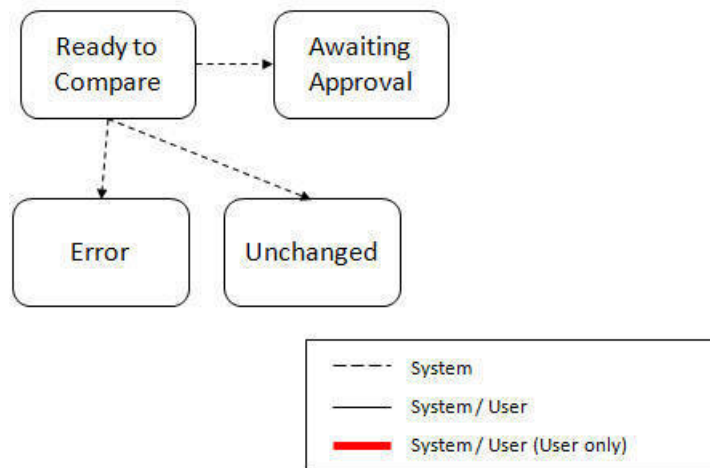 Ready to
Compare
Awaiting
Approval
Error
Unchanged
System
System / User
System / User (User only)